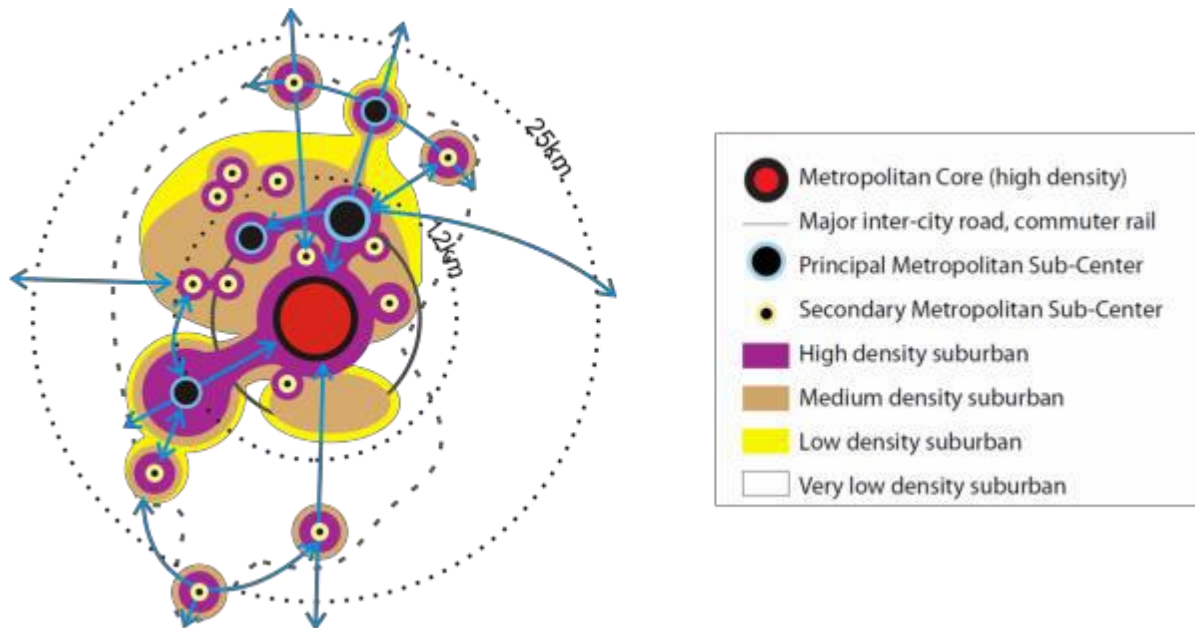 25km
12km
Metropolitan Core (high density)
Major inter-city road, commuter rail
Principal Metropolitan Sub-Center
Secondary Metropolitan Sub-Center
High density suburban
Medium density suburban
Low density suburban
Very low density suburban